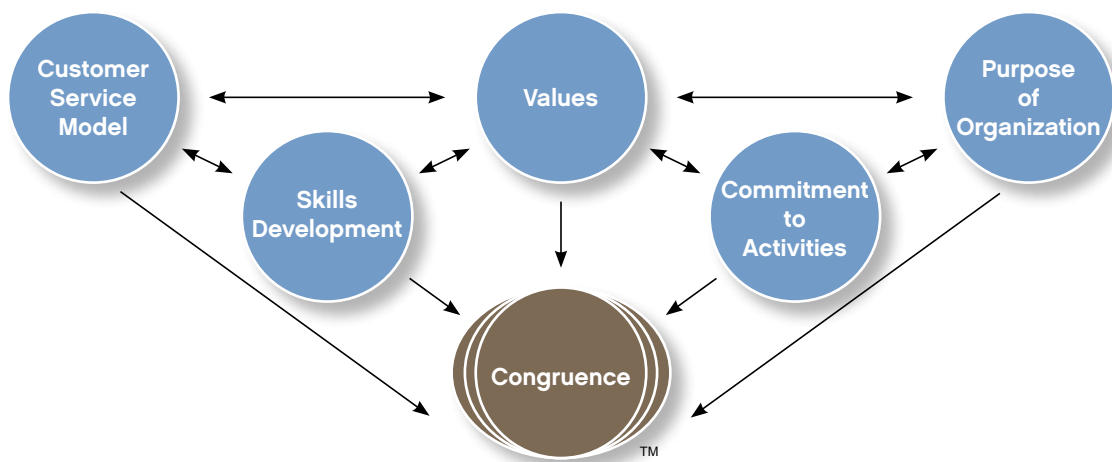 Customer
Service
Model
Values
Purpose
of
Organization
Skills
Development
Commitment
to
Activities
Congruence
TM